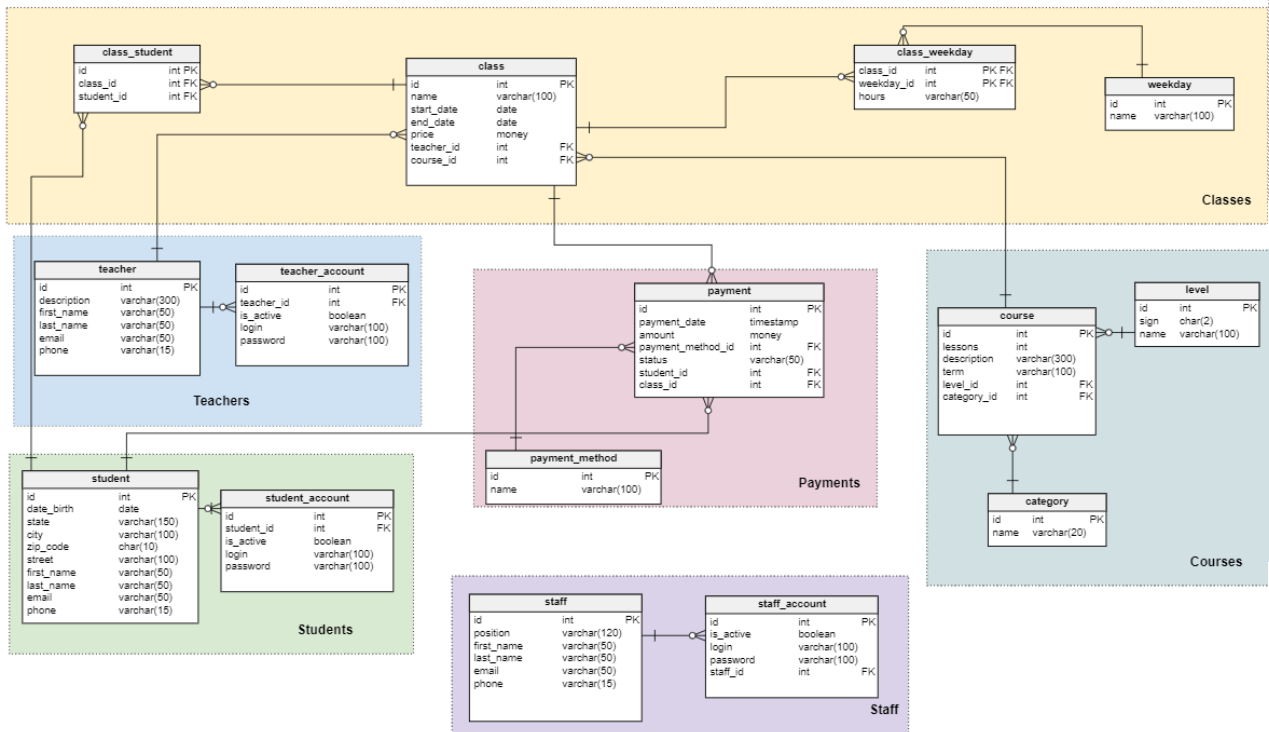 class_student
id int PK
class_id int FK
student_id int FK
class
id int PK
name varchar(100)
start_date date
end_date date
price money
teacher_id int FK
course_id int FK
class_weekday
class_id int PK FK
weekday_id int PK FK
hours varchar(50)
weekday
id int PK
name varchar(100)
Classes
teacher
id int PK
description varchar(300)
first_name varchar(50)
last_name varchar(50)
email varchar(50)
phone varchar(15)
teacher_account
id int PK
teacher_id int FK
is_active boolean
login varchar(100)
password varchar(100)
Teachers
payment
id int PK
payment_date timestamp
amount money
payment_method_id int FK
status varchar(50)
student_id int FK
class_id int FK
payment_method
id int PK
name varchar(100)
Payments
course
id int PK
lessons int
description varchar(300)
term varchar(100)
level_id int FK
category_id int FK
level
id int PK
sign char(2)
name varchar(100)
category
id int PK
name varchar(20)
Courses
student
id int PK
date_birth date
state varchar(150)
city varchar(100)
zip_code char(10)
street varchar(100)
first_name varchar(50)
last_name varchar(50)
email varchar(50)
phone varchar(15)
student_account
id int PK
student_id int FK
is_active boolean
login varchar(100)
password varchar(100)
Students
staff
id int PK
position varchar(120)
first_name varchar(50)
last_name varchar(50)
email varchar(50)
phone varchar(15)
staff_account
id int PK
is_active boolean
login varchar(100)
password varchar(100)
staff_id int FK
Staff